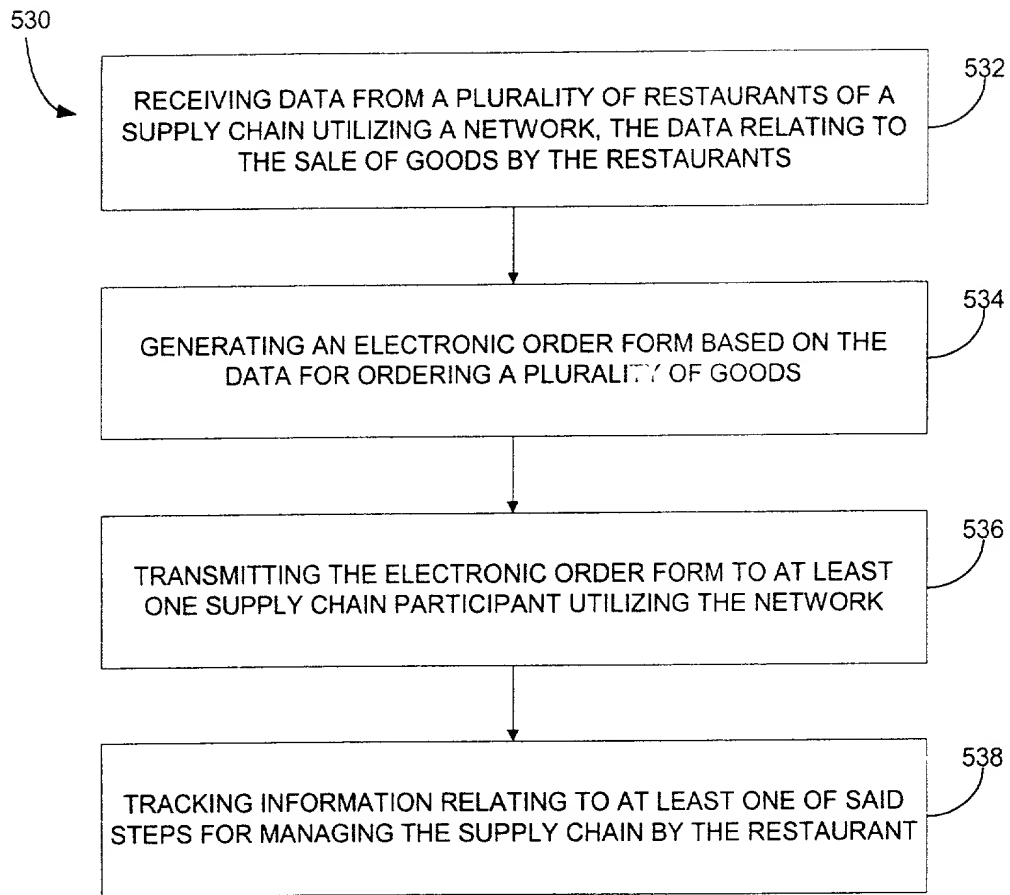 530
532
RECEIVING DATA FROM A PLURALITY OF RESTAURANTS OF A
SUPPLY CHAIN UTILIZING A NETWORK, THE DATA RELATING TO
THE SALE OF GOODS BY THE RESTAURANTS
534
GENERATING AN ELECTRONIC ORDER FORM BASED ON THE
DATA FOR ORDERING A PLURALITY OF GOODS
536
TRANSMITTING THE ELECTRONIC ORDER FORM TO AT LEAST
ONE SUPPLY CHAIN PARTICIPANT UTILIZING THE NETWORK
538
TRACKING INFORMATION RELATING TO AT LEAST ONE OF SAID
STEPS FOR MANAGING THE SUPPLY CHAIN BY THE RESTAURANT